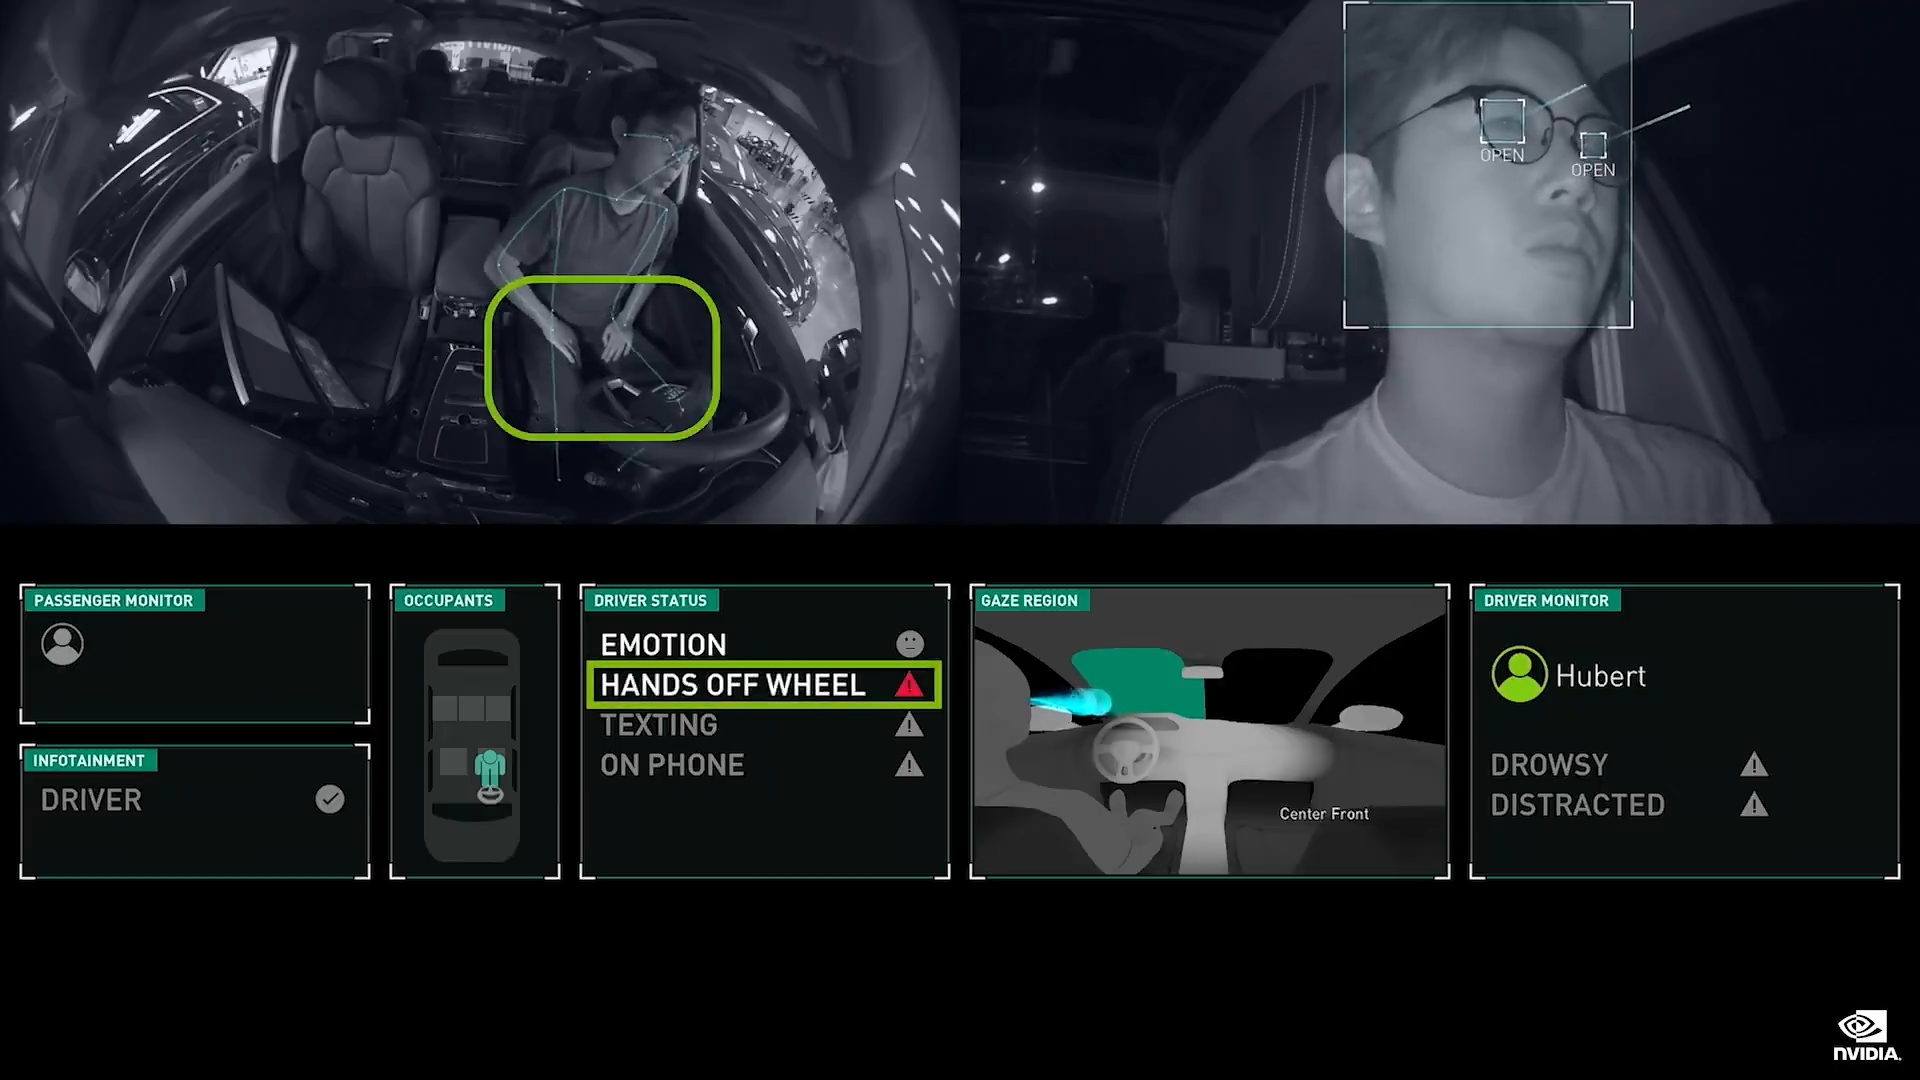 OPEN
OPEN
PASSENGER MONITOR
OCCUPANTS
DRIVER STATUS
EMOTION
HANDS OFF WHEEL
TEXTING
ON PHONE
GAZE REGION
Center Front
DRIVER MONITOR
Hubert
DROWSY
DISTRACTED
INFOTAINMENT
DRIVER
NVIDIA